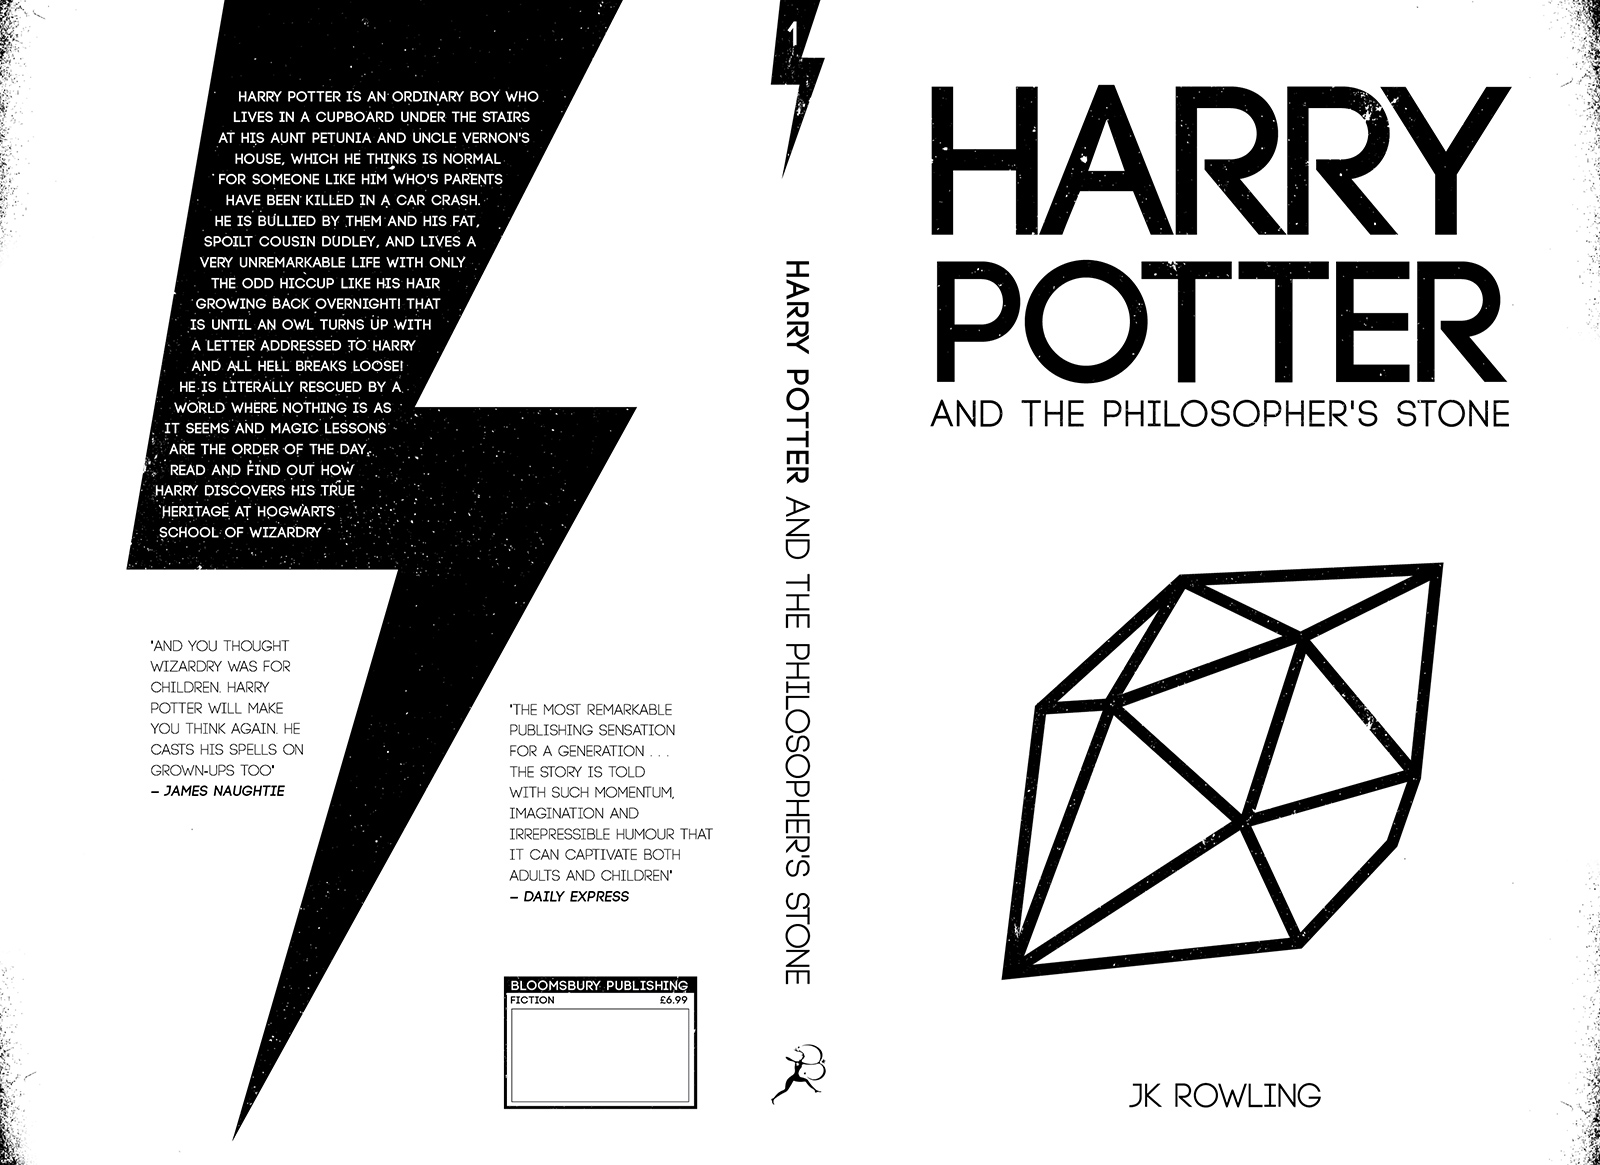 HARRY POTTER IS AN ORDINARY BOY WHO
LIVES IN A CUPBOARD UNDER THE STAIRS
AT HIS AUNT PETUNIA AND UNCLE VERNON'S
HOUSE, WHICH HE THINKS IS NORMAL
FOR SOMEONE LIKE HIM WHO'S PARENTS
HAVE BEEN KILLED IN A CAR CRASH.
HE IS BULLIED BY THEM AND HIS FAT,
SPOILT COUSIN DUDLEY, AND LIVES A
VERY UNREMARKABLE LIFE WITH ONLY
THE ODD HICCUP LIKE HIS HAIR
GROWING BACK OVERNIGHT! THAT
IS UNTIL AN OWL TURNS UP WITH
A LETTER ADDRESSED TO HARRY
AND ALL HELL BREAKS LOOSE!
HE IS LITERALLY RESCUED BY A
WORLD WHERE NOTHING IS AS
IT SEEMS AND MAGIC LESSONS
ARE THE ORDER OF THE DAY.
READ AND FIND OUT HOW
HARRY DISCOVERS HIS TRUE
HERITAGE AT HOGWARTS
SCHOOL OF WIZARDRY
'AND YOU THOUGHT
WIZARDRY WAS FOR
CHILDREN. HARRY
POTTER WILL MAKE
YOU THINK AGAIN. HE
CASTS HIS SPELLS ON
GROWN-UPS TOO'
– JAMES NAUGHTIE
'THE MOST REMARKABLE
PUBLISHING SENSATION
FOR A GENERATION . . .
THE STORY IS TOLD
WITH SUCH MOMENTUM,
IMAGINATION AND
IRREPRESSIBLE HUMOUR THAT
IT CAN CAPTIVATE BOTH
ADULTS AND CHILDREN'
– DAILY EXPRESS
BLOOMSBURY PUBLISHING
FICTION £6.99
1
HARRY POTTER AND THE PHILOSOPHER'S STONE
HARRY
POTTER
AND THE PHILOSOPHER'S STONE
JK ROWLING